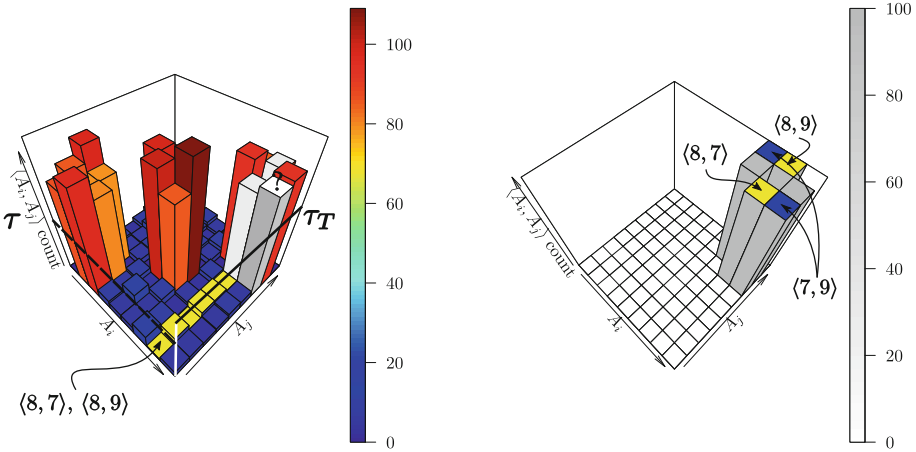 100
80
60
40
20
0
⟨A_i, A_j⟩ count
τ
τ_T
?
A_i
A_j
⟨8, 7⟩, ⟨8, 9⟩
100
80
60
40
20
0
⟨8, 9⟩
⟨8, 7⟩
⟨7, 9⟩
⟨A_i, A_j⟩ count
A_i
A_j